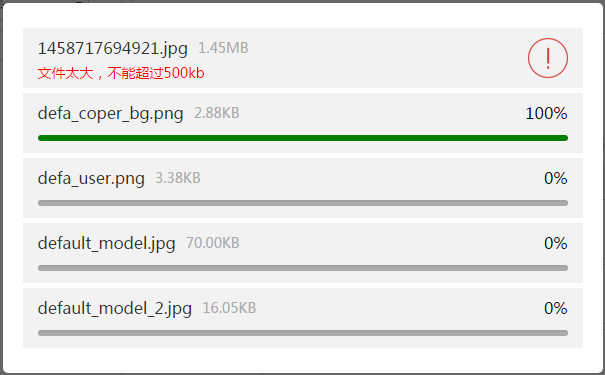 1458717694921.jpg 1.45MB
文件太大，不能超过500kb
defa_coper_bg.png 2.88KB 100%
defa_user.png 3.38KB 0%
default_model.jpg 70.00KB 0%
default_model_2.jpg 16.05KB 0%